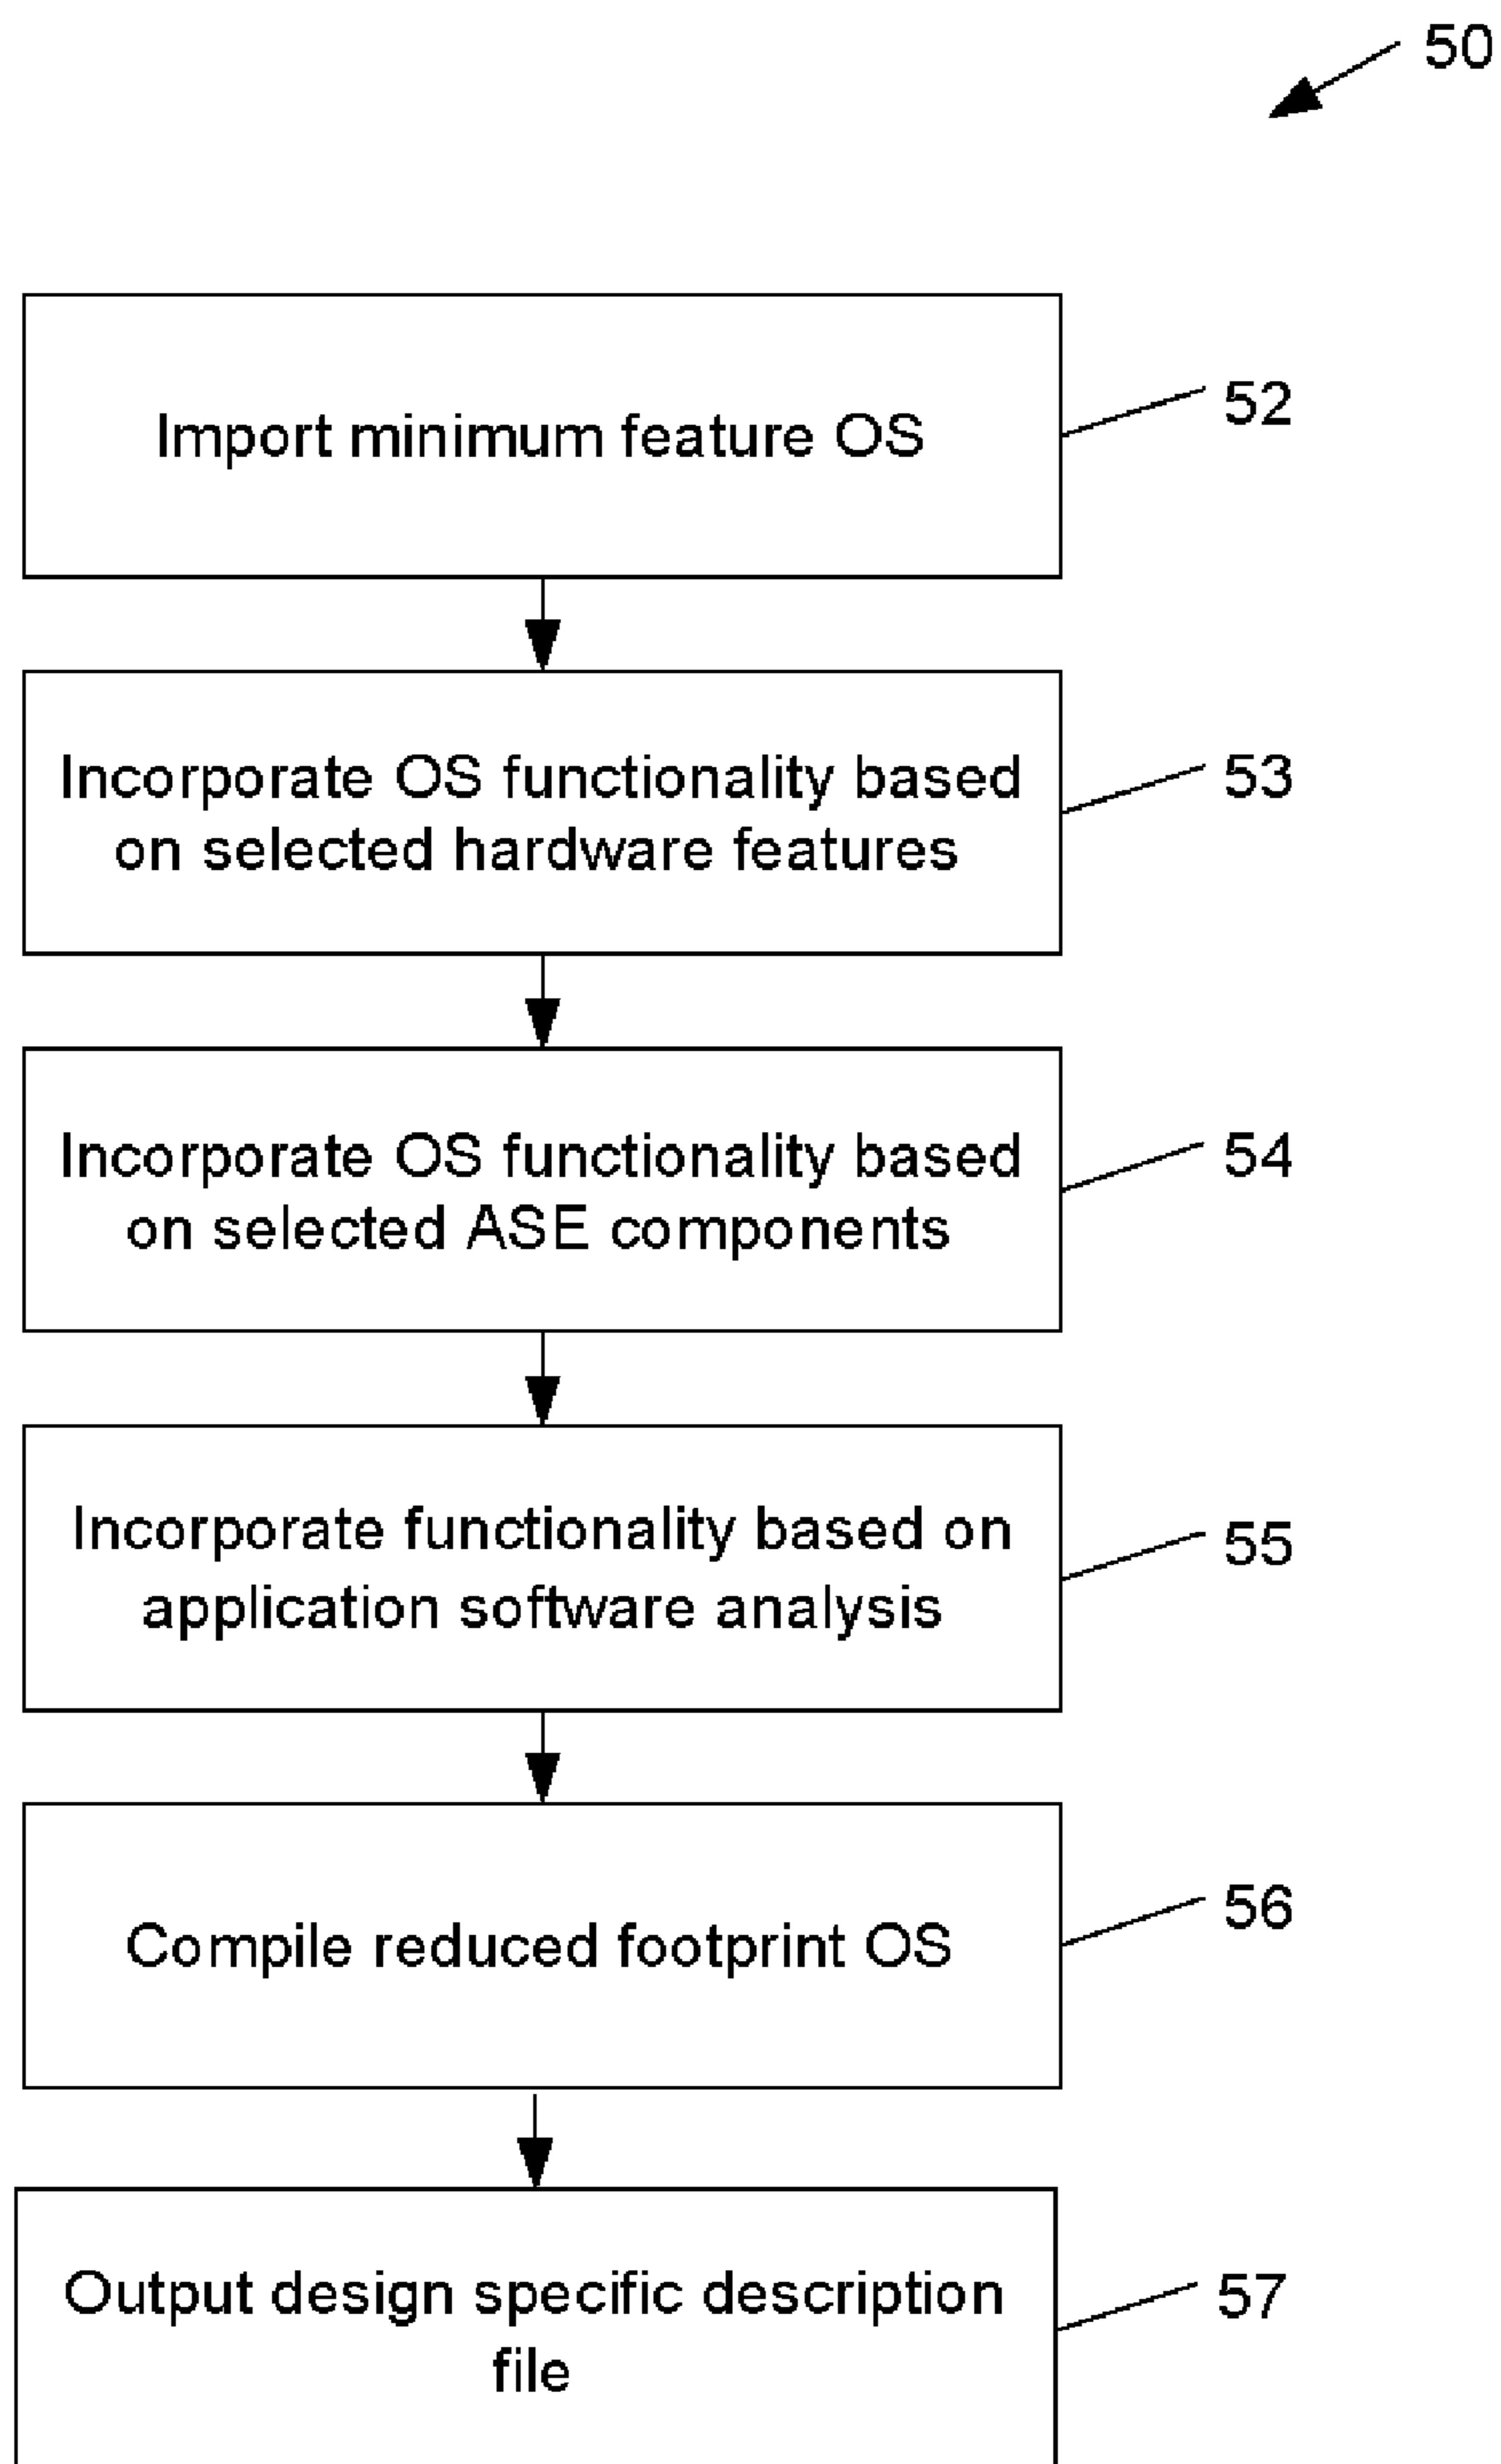 50
Import minimum feature OS
52
Incorporate OS functionality based
on selected hardware features
53
Incorporate OS functionality based
on selected ASE components
54
Incorporate functionality based on
application software analysis
55
Compile reduced footprint OS
56
Output design specific description
file
57